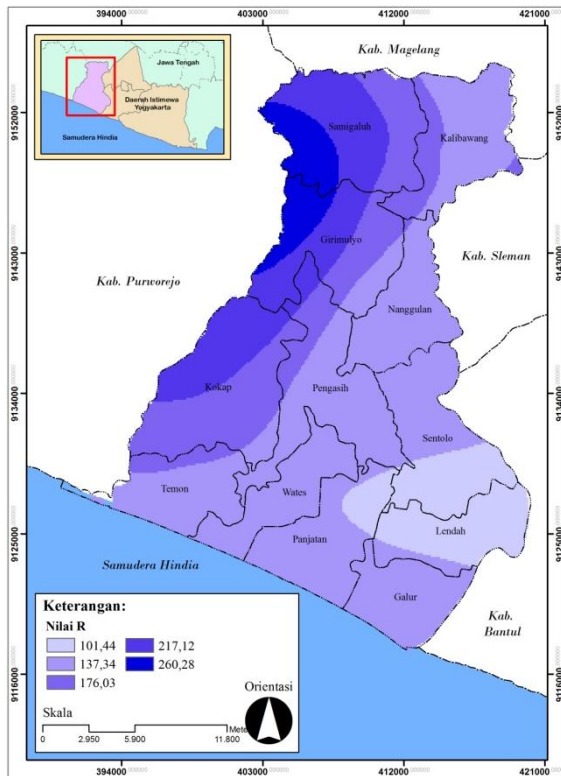 394000 403000 412000 421000
Kab. Magelang
Jawa Tengah
Daerah Istimewa
Yogyakarta
Samudera Hindia
9152000
9152000
Samigaluh
Kalibawang
Girimulyo
9143000
9143000
Kab. Sleman
Kab. Purworejo
Nanggulan
Kokap
Pengasih
9134000
9134000
Sentolo
Temon
Wates
Lendah
Panjatan
9125000
9125000
Samudera Hindia
Galur
Kab.
Bantul
Keterangan:
Nilai R
101,44 217,12
137,34 260,28
176,03
Skala
0 2.950 5.900 11.800
Mete
Orientasi
9116000
9116000
394000 403000 412000 421000